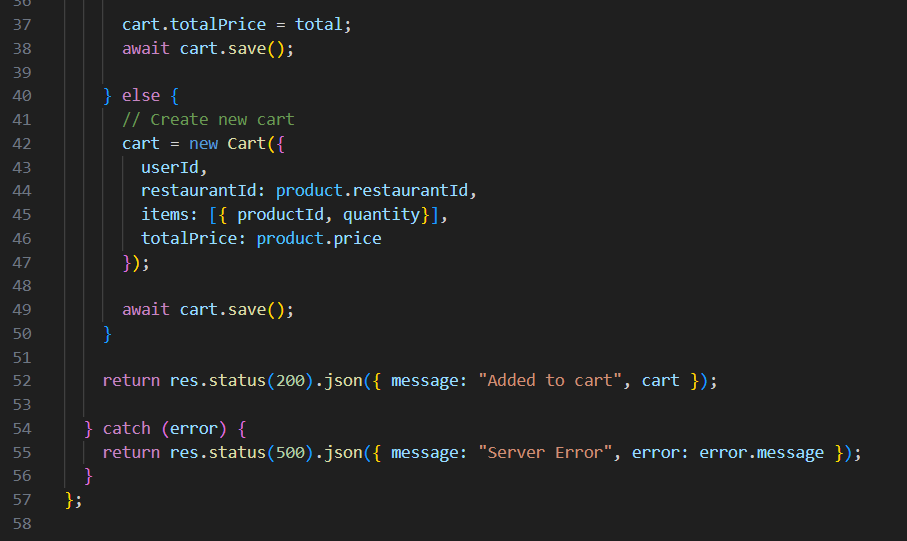 36
37 cart.totalPrice = total;
38 await cart.save();
39
40 } else {
41 // Create new cart
42 cart = new Cart({
43 userId,
44 restaurantId: product.restaurantId,
45 items: [{ productId, quantity}],
46 totalPrice: product.price
47 });
48
49 await cart.save();
50 }
51
52 return res.status(200).json({ message: "Added to cart", cart });
53
54 } catch (error) {
55 return res.status(500).json({ message: "Server Error", error: error.message });
56 }
57 };
58